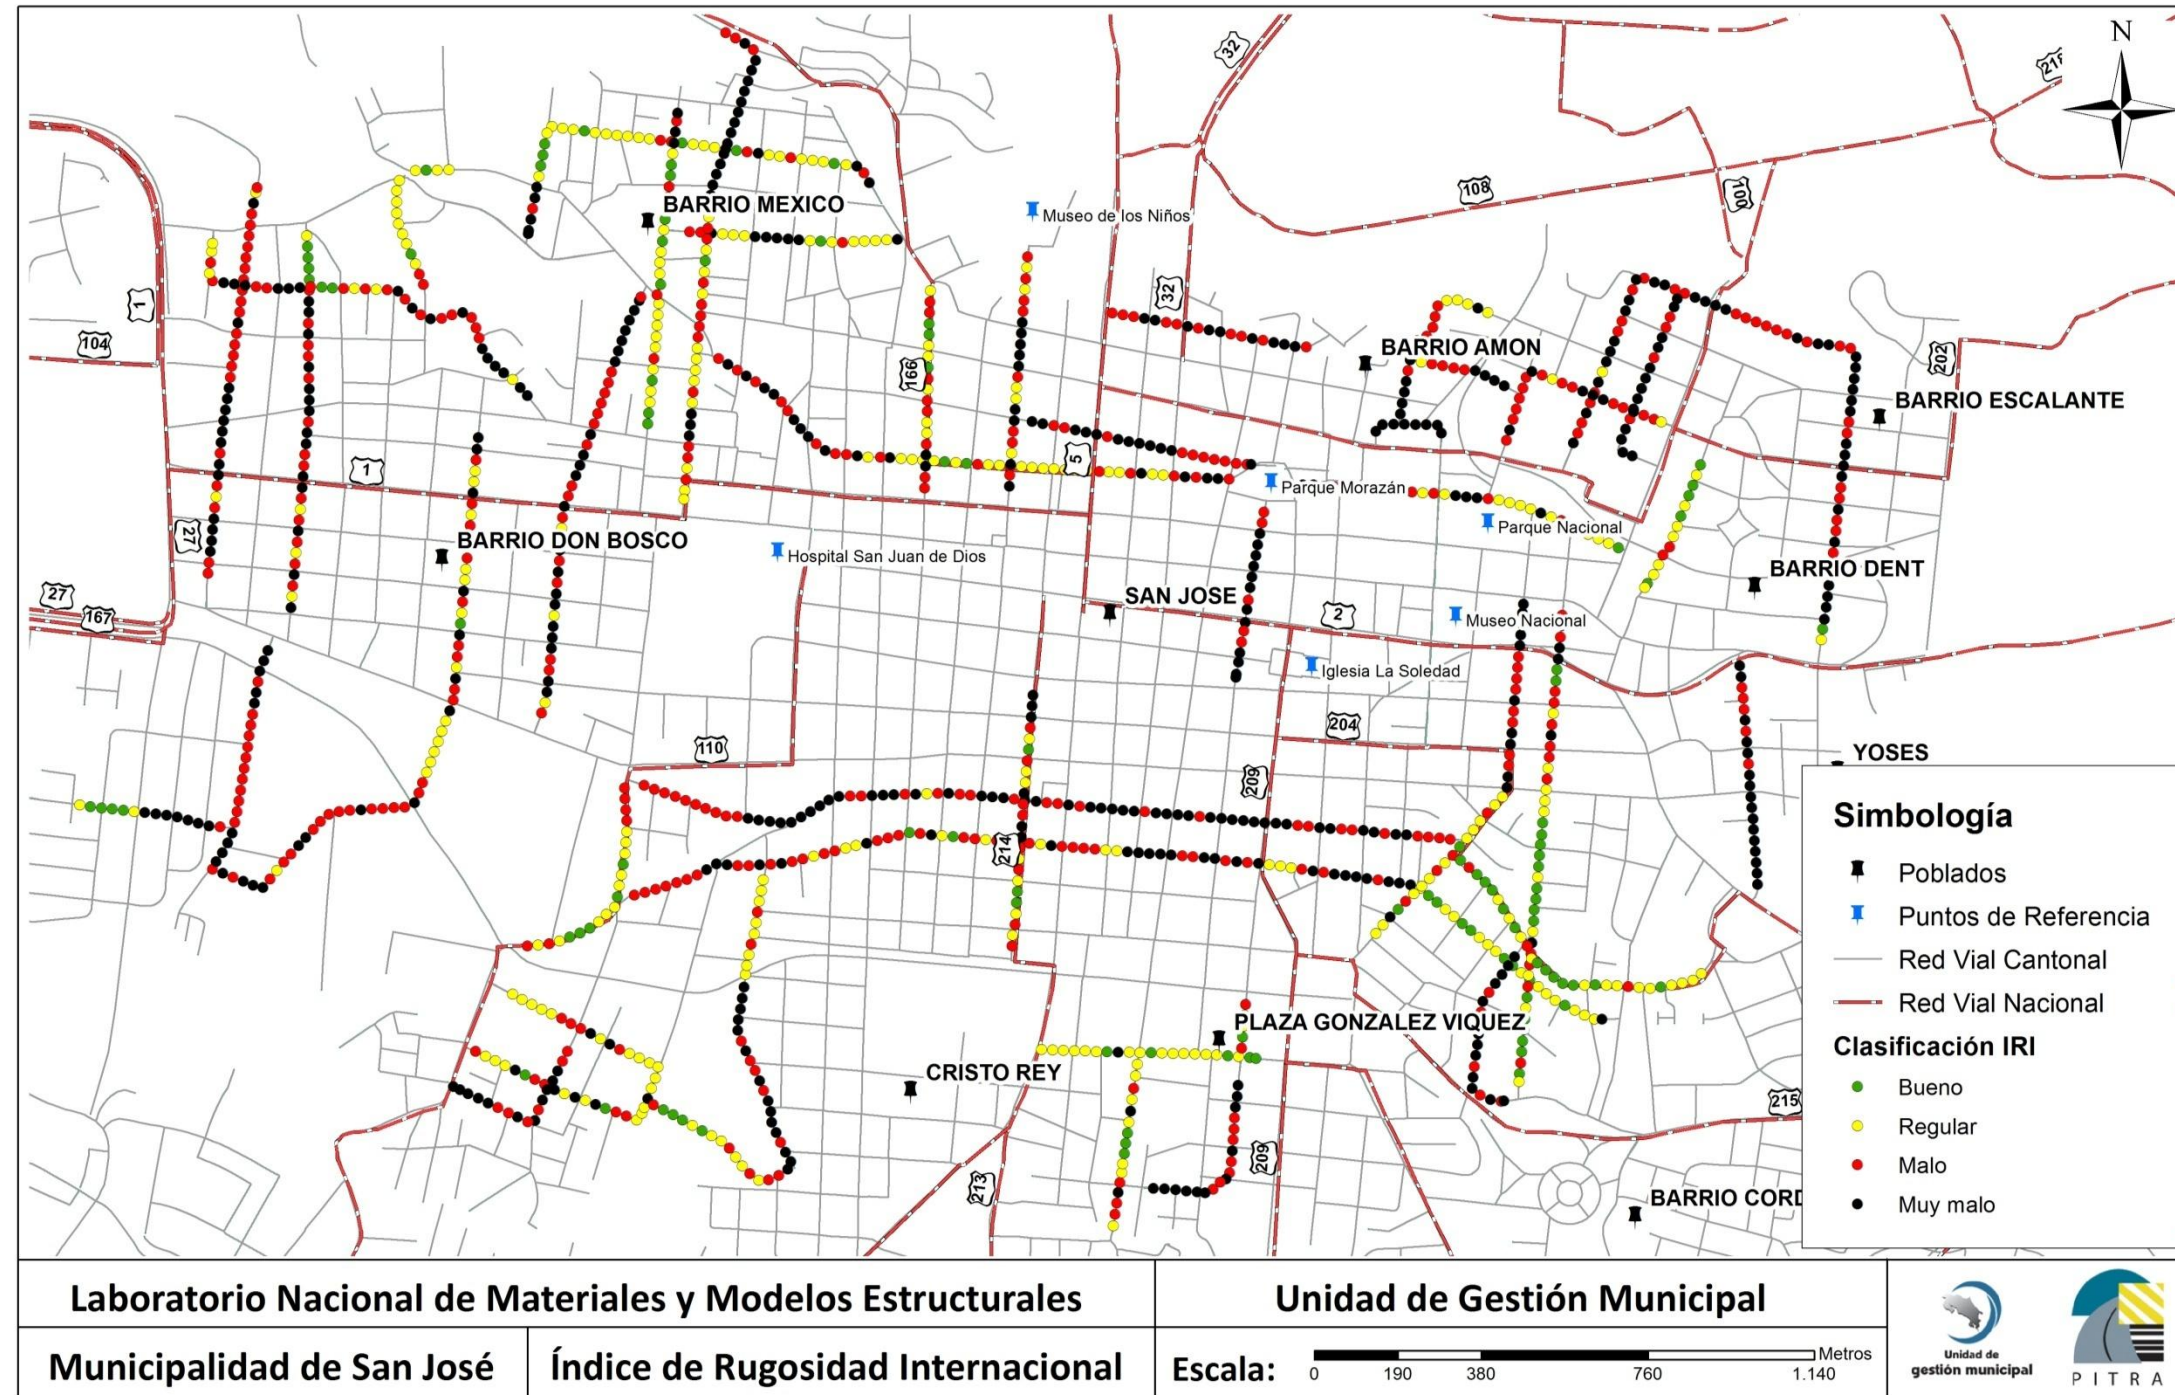 N
32
218
108
100
BARRIO MEXICO
Museo de los Niños
1
32
104
BARRIO AMON
202
166
BARRIO ESCALANTE
5
1
Parque Morazán
27
Parque Nacional
BARRIO DON BOSCO
Hospital San Juan de Dios
BARRIO DENT
27
SAN JOSE
167
2
Museo Nacional
Iglesia La Soledad
204
110
YOSES
209
Simbología
214
Poblados
Puntos de Referencia
Red Vial Cantonal
Red Vial Nacional
PLAZA GONZALEZ VIQUEZ
Clasificación IRI
CRISTO REY
Bueno
215
Regular
209
Malo
213
BARRIO CORD
Muy malo
Laboratorio Nacional de Materiales y Modelos Estructurales
Unidad de Gestión Municipal
Municipalidad de San José
Índice de Rugosidad Internacional
Escala:
0 190 380 760 1.140
Metros
Unidad de
gestión municipal
PITRA